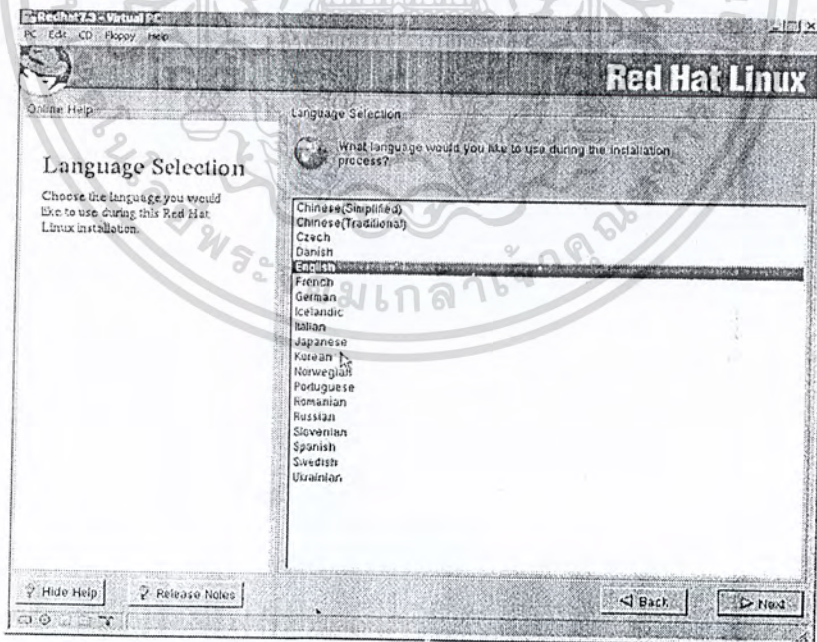 Redhat7.3 - Virtual PC
PC Edit CD Floppy Help
Red Hat Linux
Online Help
Language Selection
Choose the language you would
like to use during this Red Hat
Linux installation.
Language Selection
What language would you like to use during the installation
process?
Chinese(Simplified)
Chinese(Traditional)
Czech
Danish
English
French
German
Icelandic
Italian
Japanese
Korean
Norwegian
Portuguese
Romanian
Russian
Slovenian
Spanish
Swedish
Ukrainian
Hide Help
Release Notes
Back
Next